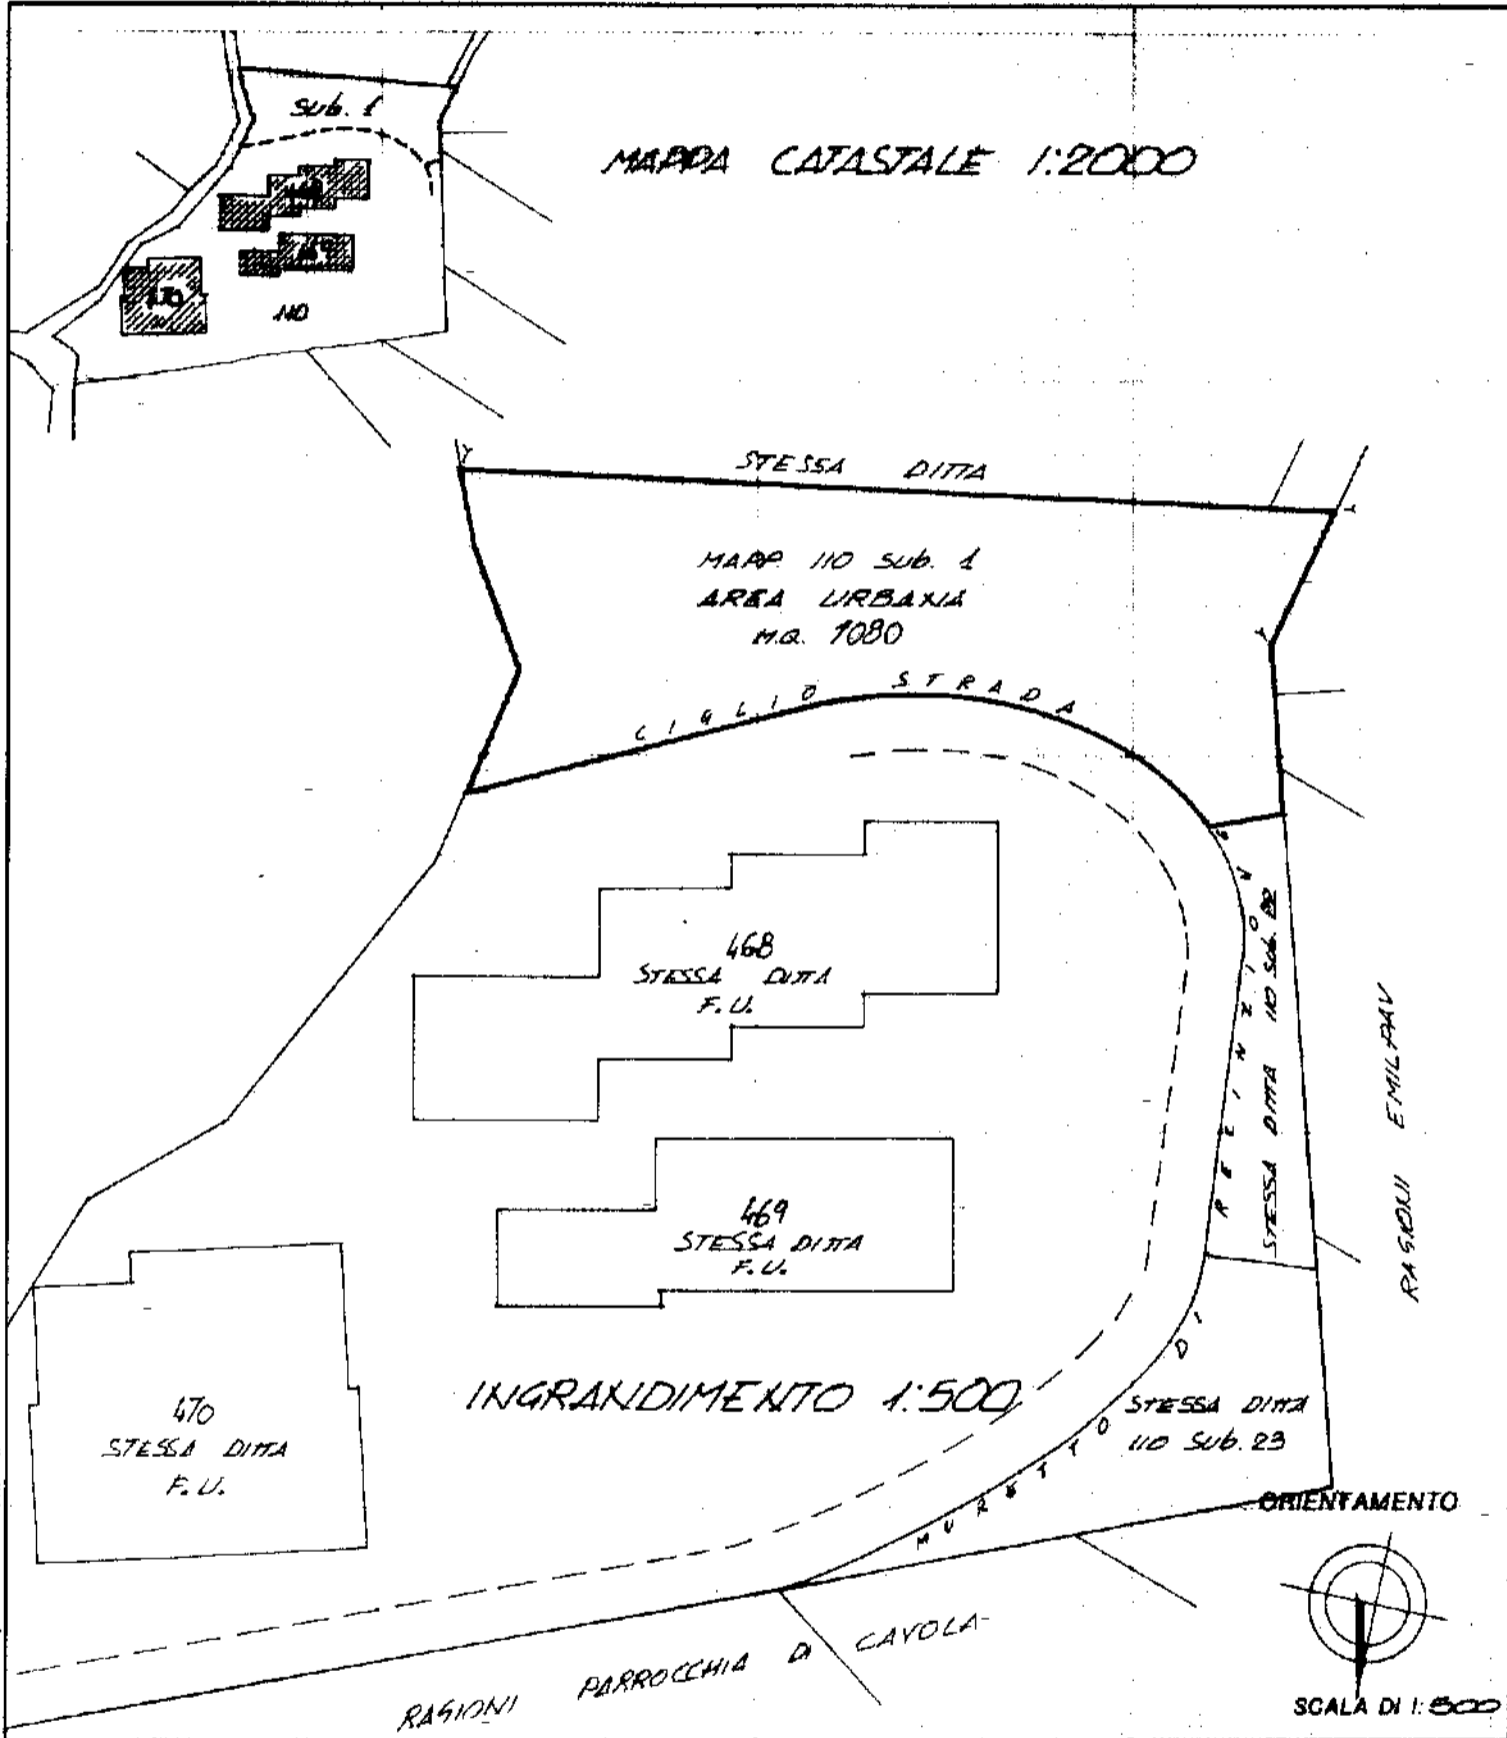 Sub. 1
MAPPA CATASTALE 1:2000
470
110
STESSA DITTA
MAPP. 110 Sub. 1
AREA URBANA
M.Q. 1080
CIGLIO STRADA
468
STESSA DITTA
F.U.
STESSA DITTA 110 Sub.
RAGIONI EMILPAV
469
STESSA DITTA
F.U.
INGRANDIMENTO 1:500
470
STESSA DITTA
F.U.
MURETTO DI RECINZIONE
STESSA DITTA
110 Sub. 23
ORIENTAMENTO
RAGIONI PARROCCHIA DI CAVOLA
SCALA DI 1:500